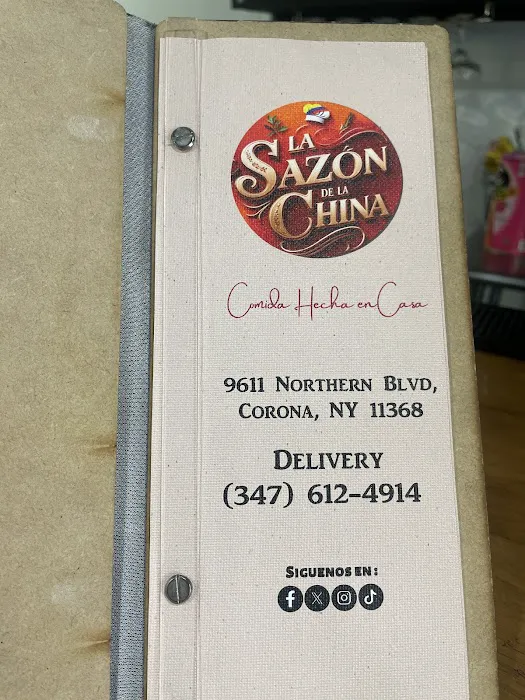 LA
SAZÓN
DE LA
CHINA
Comida Hecha en Casa
9611 NORTHERN BLVD,
CORONA, NY 11368
DELIVERY
(347) 612-4914
SIGUENOS EN: